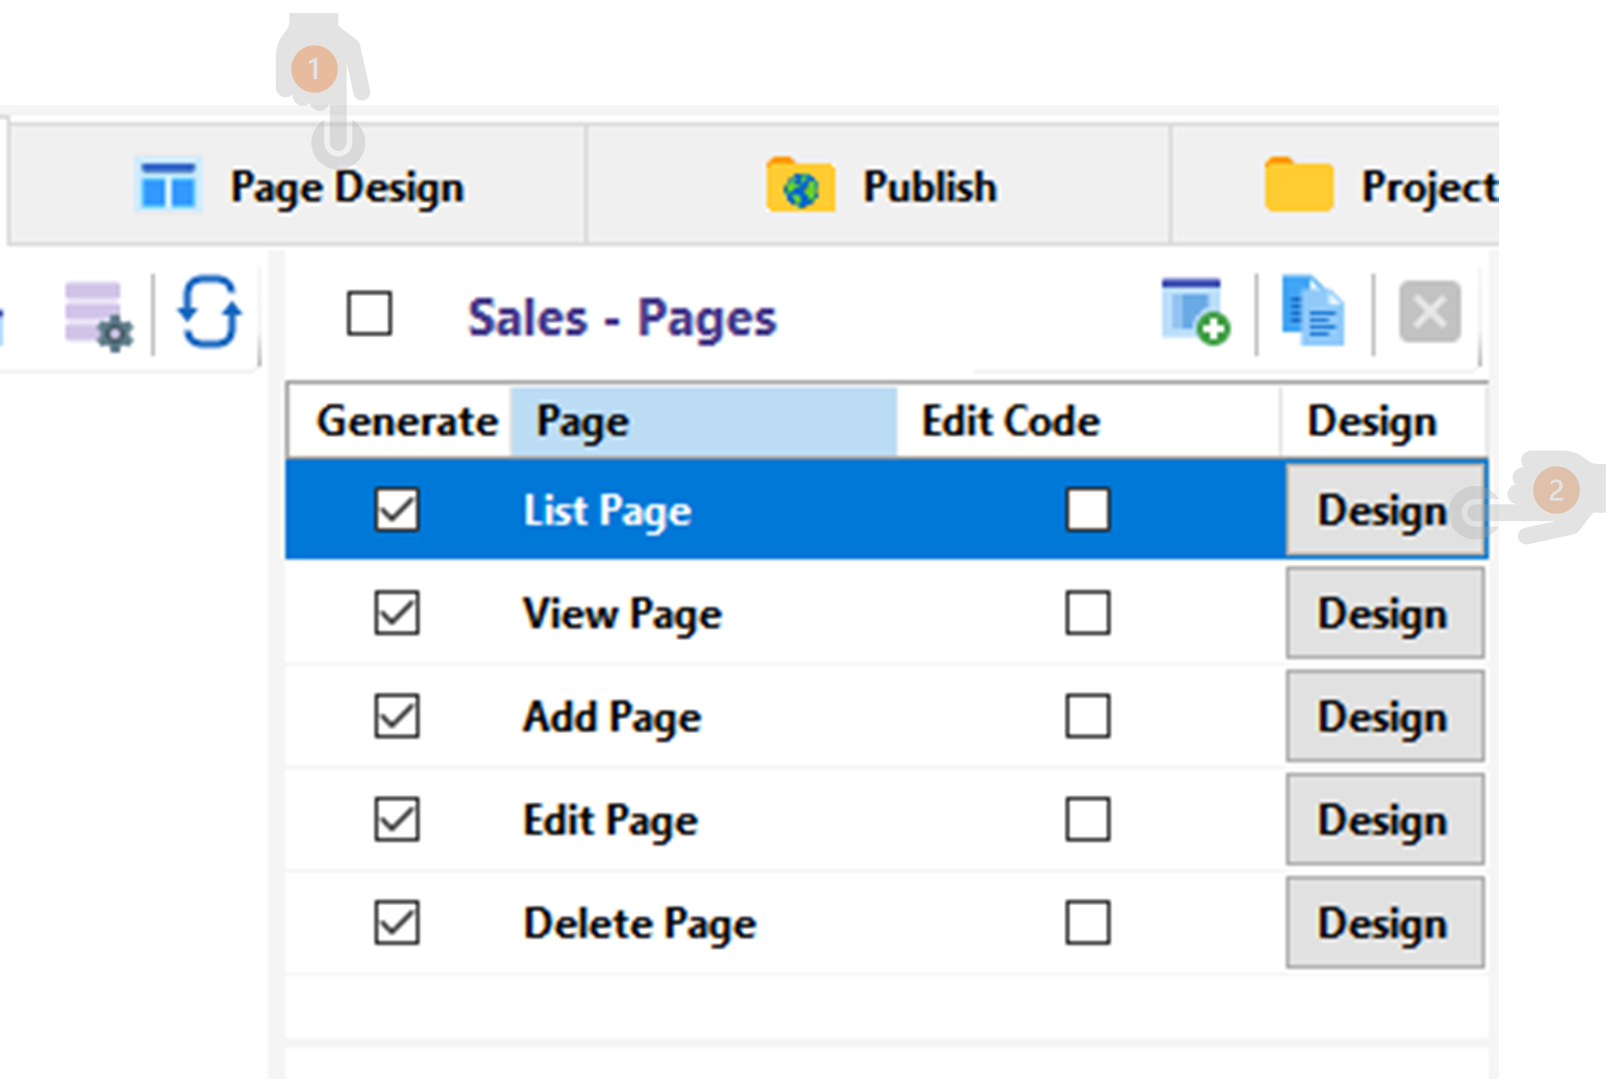 1
Page Design Publish Project
Sales - Pages
Generate Page Edit Code Design
List Page Design
2
View Page Design
Add Page Design
Edit Page Design
Delete Page Design